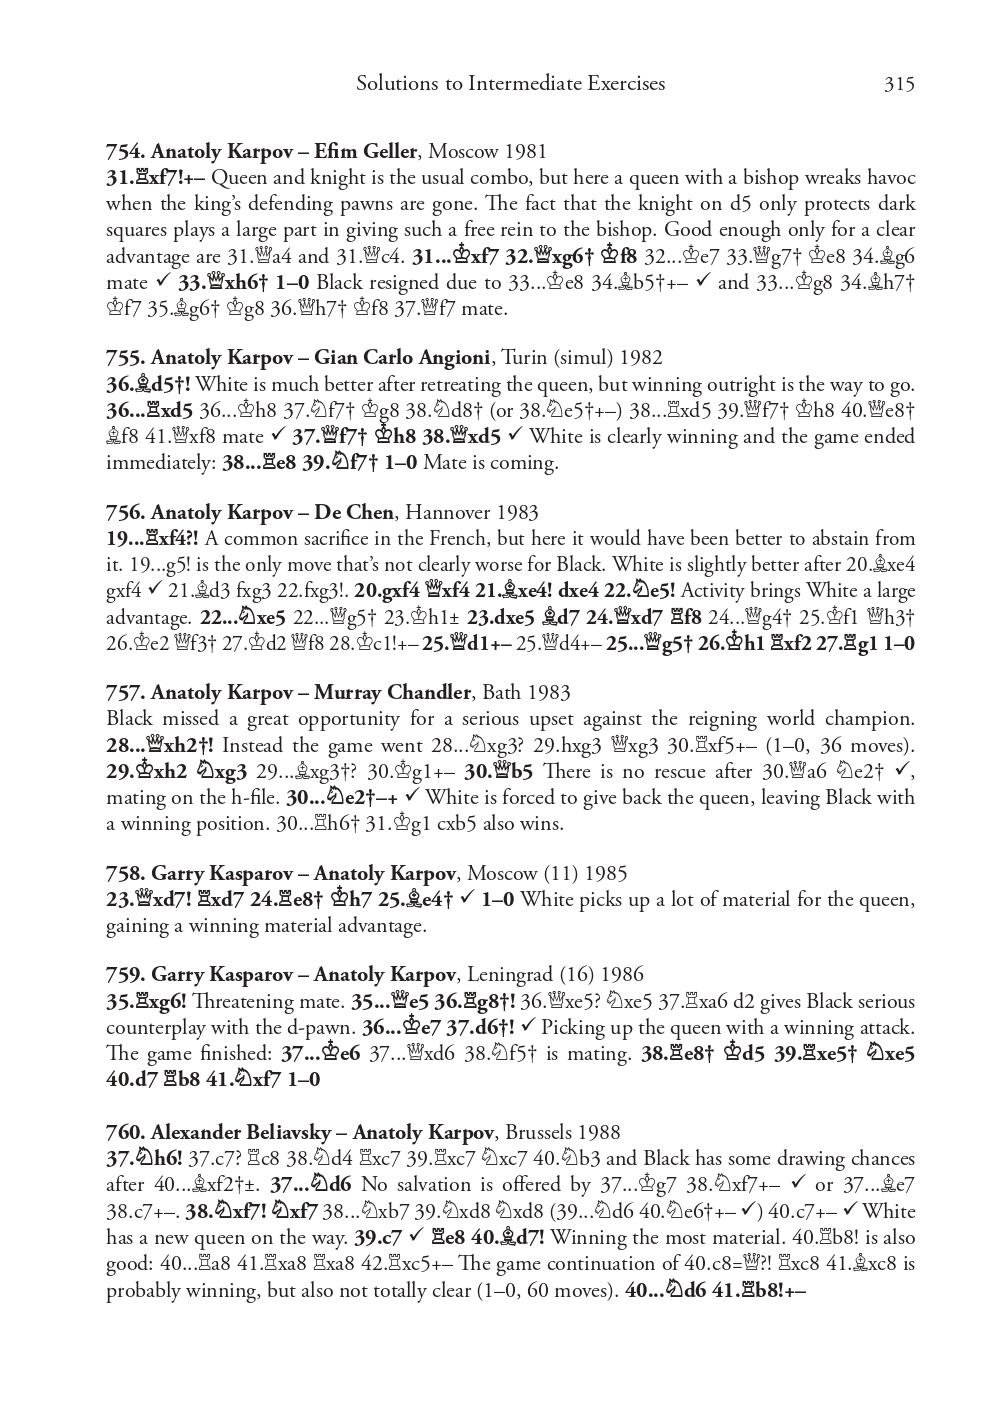 Solutions to Intermediate Exercises 315
754. Anatoly Karpov – Efim Geller, Moscow 1981
31.♖xf7!+– Queen and knight is the usual combo, but here a queen with a bishop wreaks havoc
when the king’s defending pawns are gone. The fact that the knight on d5 only protects dark
squares plays a large part in giving such a free rein to the bishop. Good enough only for a clear
advantage are 31.♕a4 and 31.♕c4. 31...♔xf7 32.♕xg6† ♔f8 32...♔e7 33.♕g7† ♔e8 34.♗g6
mate ✓ 33.♕xh6† 1–0 Black resigned due to 33...♔e8 34.♗b5†+– ✓ and 33...♔g8 34.♗h7†
♔f7 35.♗g6† ♔g8 36.♕h7† ♔f8 37.♕f7 mate.
755. Anatoly Karpov – Gian Carlo Angioni, Turin (simul) 1982
36.♗d5†! White is much better after retreating the queen, but winning outright is the way to go.
36...♖xd5 36...♔h8 37.♘f7† ♔g8 38.♘d8† (or 38.♘e5†+–) 38...♖xd5 39.♕f7† ♔h8 40.♕e8†
♗f8 41.♕xf8 mate ✓ 37.♕f7† ♔h8 38.♕xd5 ✓ White is clearly winning and the game ended
immediately: 38...♖e8 39.♘f7† 1–0 Mate is coming.
756. Anatoly Karpov – De Chen, Hannover 1983
19...♖xf4?! A common sacrifice in the French, but here it would have been better to abstain from
it. 19...g5! is the only move that’s not clearly worse for Black. White is slightly better after 20.♗xe4
gxf4 ✓ 21.♗d3 fxg3 22.fxg3!. 20.gxf4 ♕xf4 21.♗xe4! dxe4 22.♘e5! Activity brings White a large
advantage. 22...♘xe5 22...♕g5† 23.♔h1± 23.dxe5 ♗d7 24.♕xd7 ♖f8 24...♕g4† 25.♔f1 ♕h3†
26.♔e2 ♕f3† 27.♔d2 ♕f8 28.♔c1!+– 25.♕d1+– 25.♕d4+– 25...♕g5† 26.♔h1 ♖xf2 27.♖g1 1–0
757. Anatoly Karpov – Murray Chandler, Bath 1983
Black missed a great opportunity for a serious upset against the reigning world champion.
28...♕xh2†! Instead the game went 28...♘xg3? 29.hxg3 ♕xg3 30.♖xf5+– (1–0, 36 moves).
29.♔xh2 ♘xg3 29...♗xg3†? 30.♔g1+– 30.♕b5 There is no rescue after 30.♕a6 ♘e2† ✓,
mating on the h-file. 30...♘e2†–+ ✓ White is forced to give back the queen, leaving Black with
a winning position. 30...♖h6† 31.♔g1 cxb5 also wins.
758. Garry Kasparov – Anatoly Karpov, Moscow (11) 1985
23.♕xd7! ♖xd7 24.♖e8† ♔h7 25.♗e4† ✓ 1–0 White picks up a lot of material for the queen,
gaining a winning material advantage.
759. Garry Kasparov – Anatoly Karpov, Leningrad (16) 1986
35.♖xg6! Threatening mate. 35...♕e5 36.♖g8†! 36.♕xe5? ♘xe5 37.♖xa6 d2 gives Black serious
counterplay with the d-pawn. 36...♔e7 37.d6†! ✓ Picking up the queen with a winning attack.
The game finished: 37...♔e6 37...♕xd6 38.♘f5† is mating. 38.♖e8† ♔d5 39.♖xe5† ♘xe5
40.d7 ♖b8 41.♘xf7 1–0
760. Alexander Beliavsky – Anatoly Karpov, Brussels 1988
37.♘h6! 37.c7? ♖c8 38.♘d4 ♖xc7 39.♖xc7 ♘xc7 40.♘b3 and Black has some drawing chances
after 40...♗xf2†±. 37...♘d6 No salvation is offered by 37...♔g7 38.♘xf7+– ✓ or 37...♗e7
38.c7+–. 38.♘xf7! ♘xf7 38...♘xb7 39.♘xd8 ♘xd8 (39...♘d6 40.♘e6†+– ✓) 40.c7+– ✓ White
has a new queen on the way. 39.c7 ✓ ♖e8 40.♗d7! Winning the most material. 40.♖b8! is also
good: 40...♖a8 41.♖xa8 ♖xa8 42.♖xc5+– The game continuation of 40.c8=♕?! ♖xc8 41.♗xc8 is
probably winning, but also not totally clear (1–0, 60 moves). 40...♘d6 41.♖b8!+–